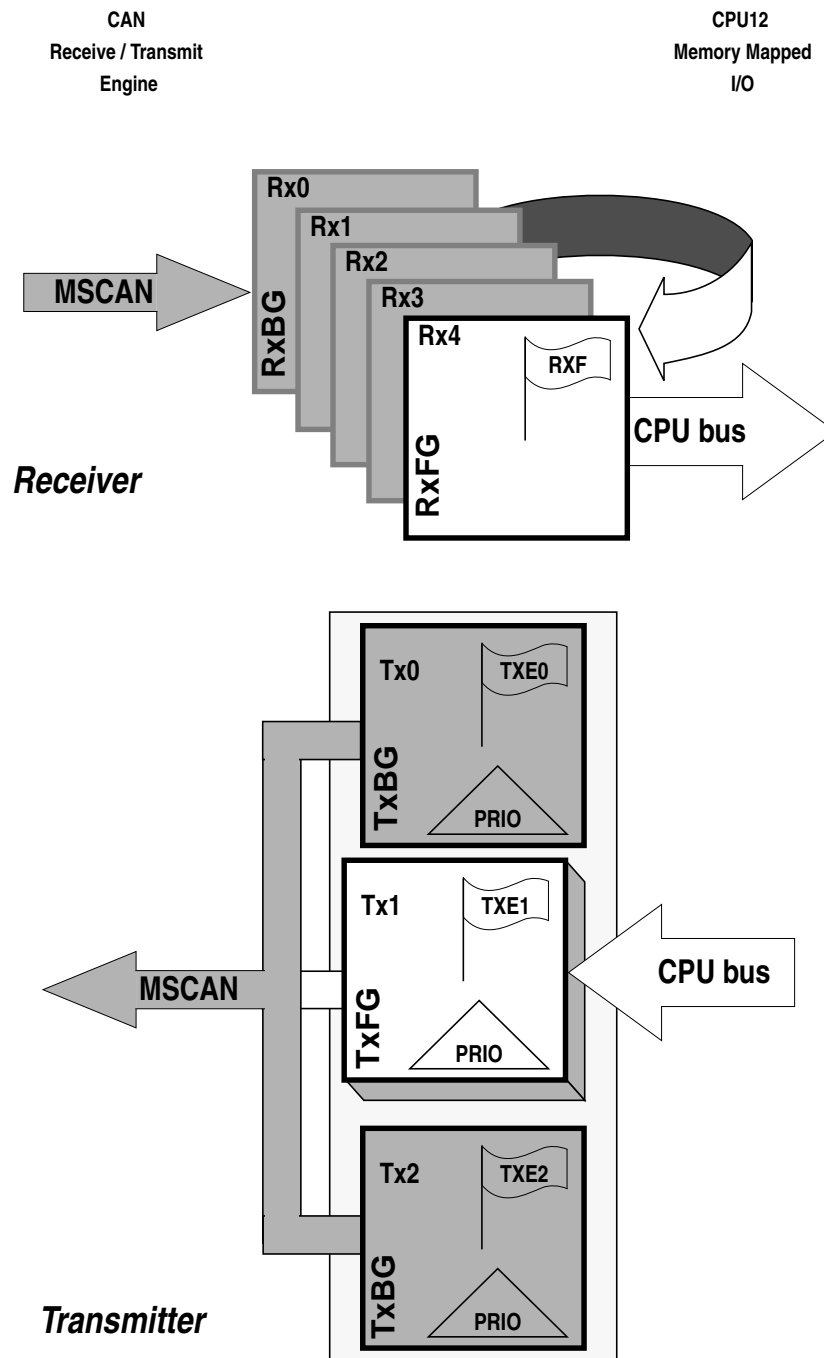 CAN
Receive / Transmit
Engine
CPU12
Memory Mapped
I/O
Rx0
Rx1
Rx2
Rx3
Rx4
RXF
RxBG
RxFG
MSCAN
CPU bus
Receiver
Tx0
TXE0
TxBG
PRIO
Tx1
TXE1
TxFG
PRIO
MSCAN
CPU bus
Tx2
TXE2
TxBG
PRIO
Transmitter